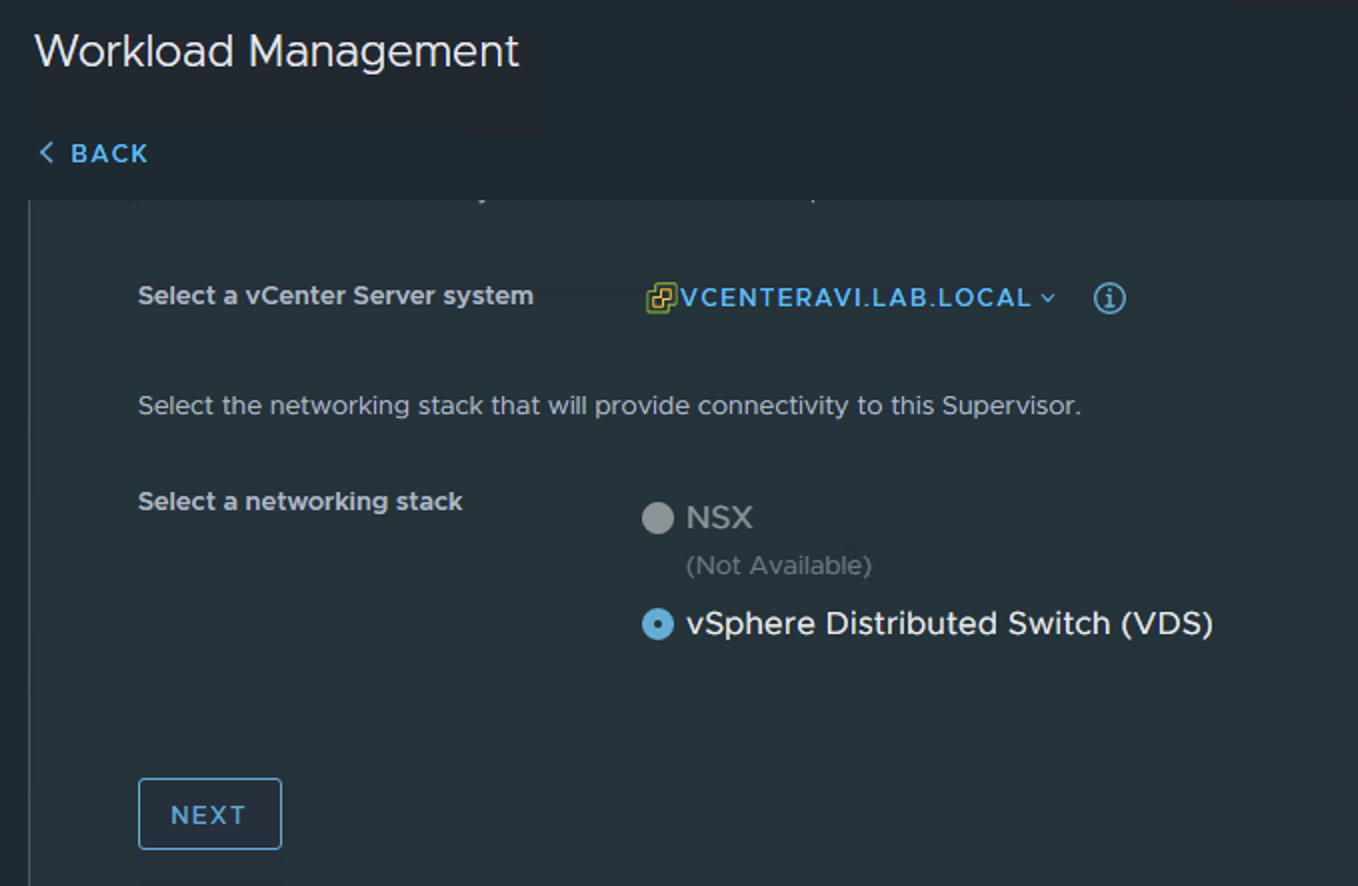 Workload Management
BACK
Select a vCenter Server system
VCENTERAVI.LAB.LOCAL
Select the networking stack that will provide connectivity to this Supervisor.
Select a networking stack
NSX
(Not Available)
vSphere Distributed Switch (VDS)
NEXT